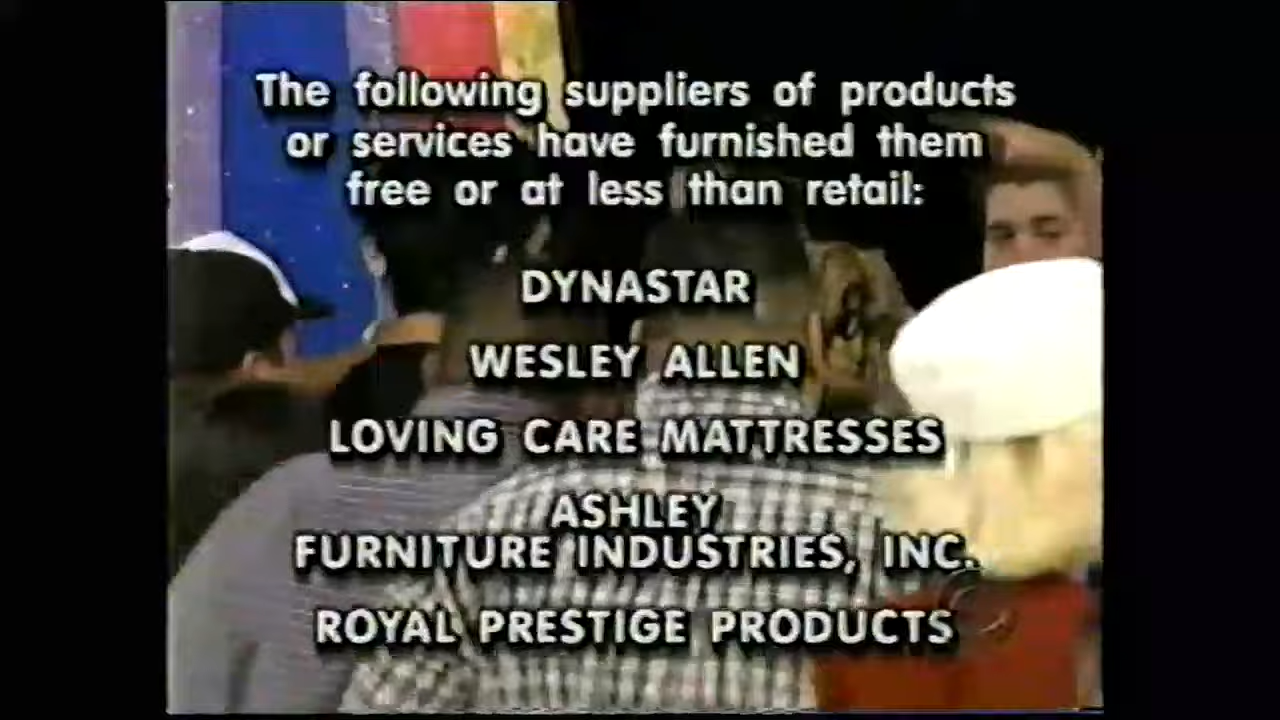 The following suppliers of products
or services have furnished them
free or at less than retail:
DYNASTAR
WESLEY ALLEN
LOVING CARE MATTRESSES
ASHLEY
FURNITURE INDUSTRIES, INC.
ROYAL PRESTIGE PRODUCTS